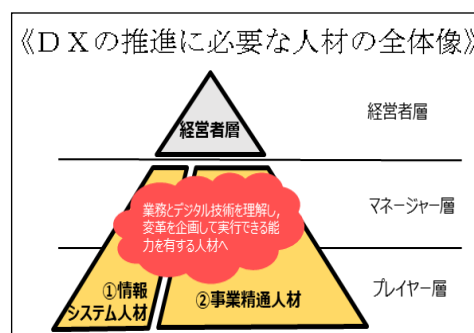 《ＤＸの推進に必要な人材の全体像》
経営者層
経営者層
業務とデジタル技術を理解し,
変革を企画して実行できる能
力を有する人材へ
マネージャー層
①情報
システム人材
②事業精通人材
プレイヤー層